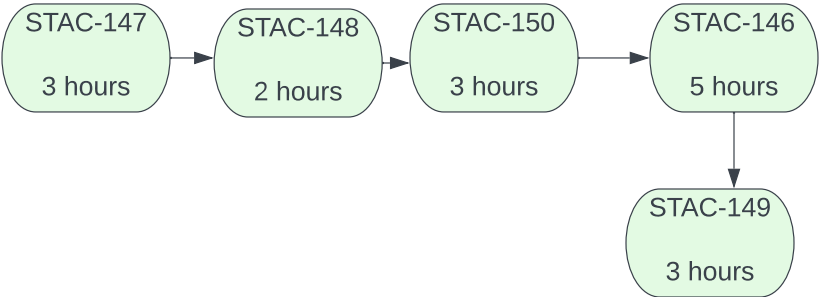 STAC-147
3 hours
STAC-148
2 hours
STAC-150
3 hours
STAC-146
5 hours
STAC-149
3 hours